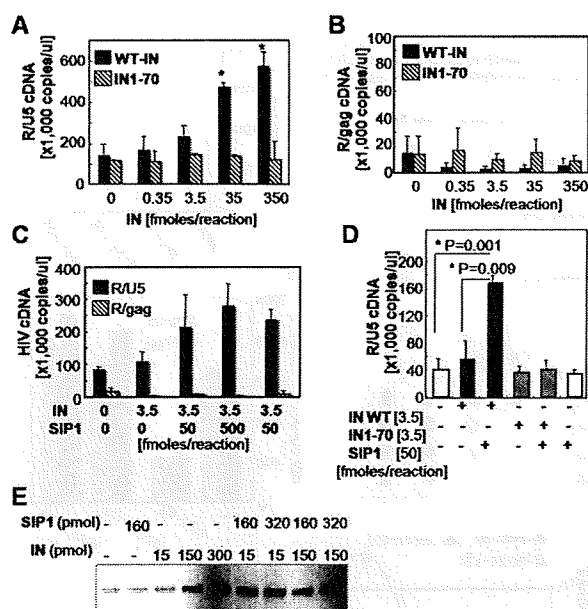 A
R/U5 cDNA
[x1,000 copies/ul]
600
400
200
0
WT-IN
IN1-70
*
*
0 0.35 3.5 35 350
IN [fmoles/reaction]
B
R/gag cDNA
[x1,000 copies/ul]
100
80
60
40
20
0
WT-IN
IN1-70
0 0.35 3.5 35 350
IN [fmoles/reaction]
C
HIV cDNA
[x1,000 copies/ul]
400
300
200
100
0
R/U5
R/gag
IN 0 3.5 3.5 3.5 3.5
SIP1 0 0 50 500 50
[fmoles/reaction]
D
R/U5 cDNA
[x1,000 copies/ul]
200
160
120
80
40
0
* P=0.001
* P=0.009
IN WT [3.5] - + + - - -
IN1-70 [3.5] - - - + + -
SIP1 [50] - - + - + +
[fmoles/reaction]
E
SIP1 (pmol) - 160 - - - 160 320 160 320
IN (pmol) - - 15 150 300 15 15 150 150